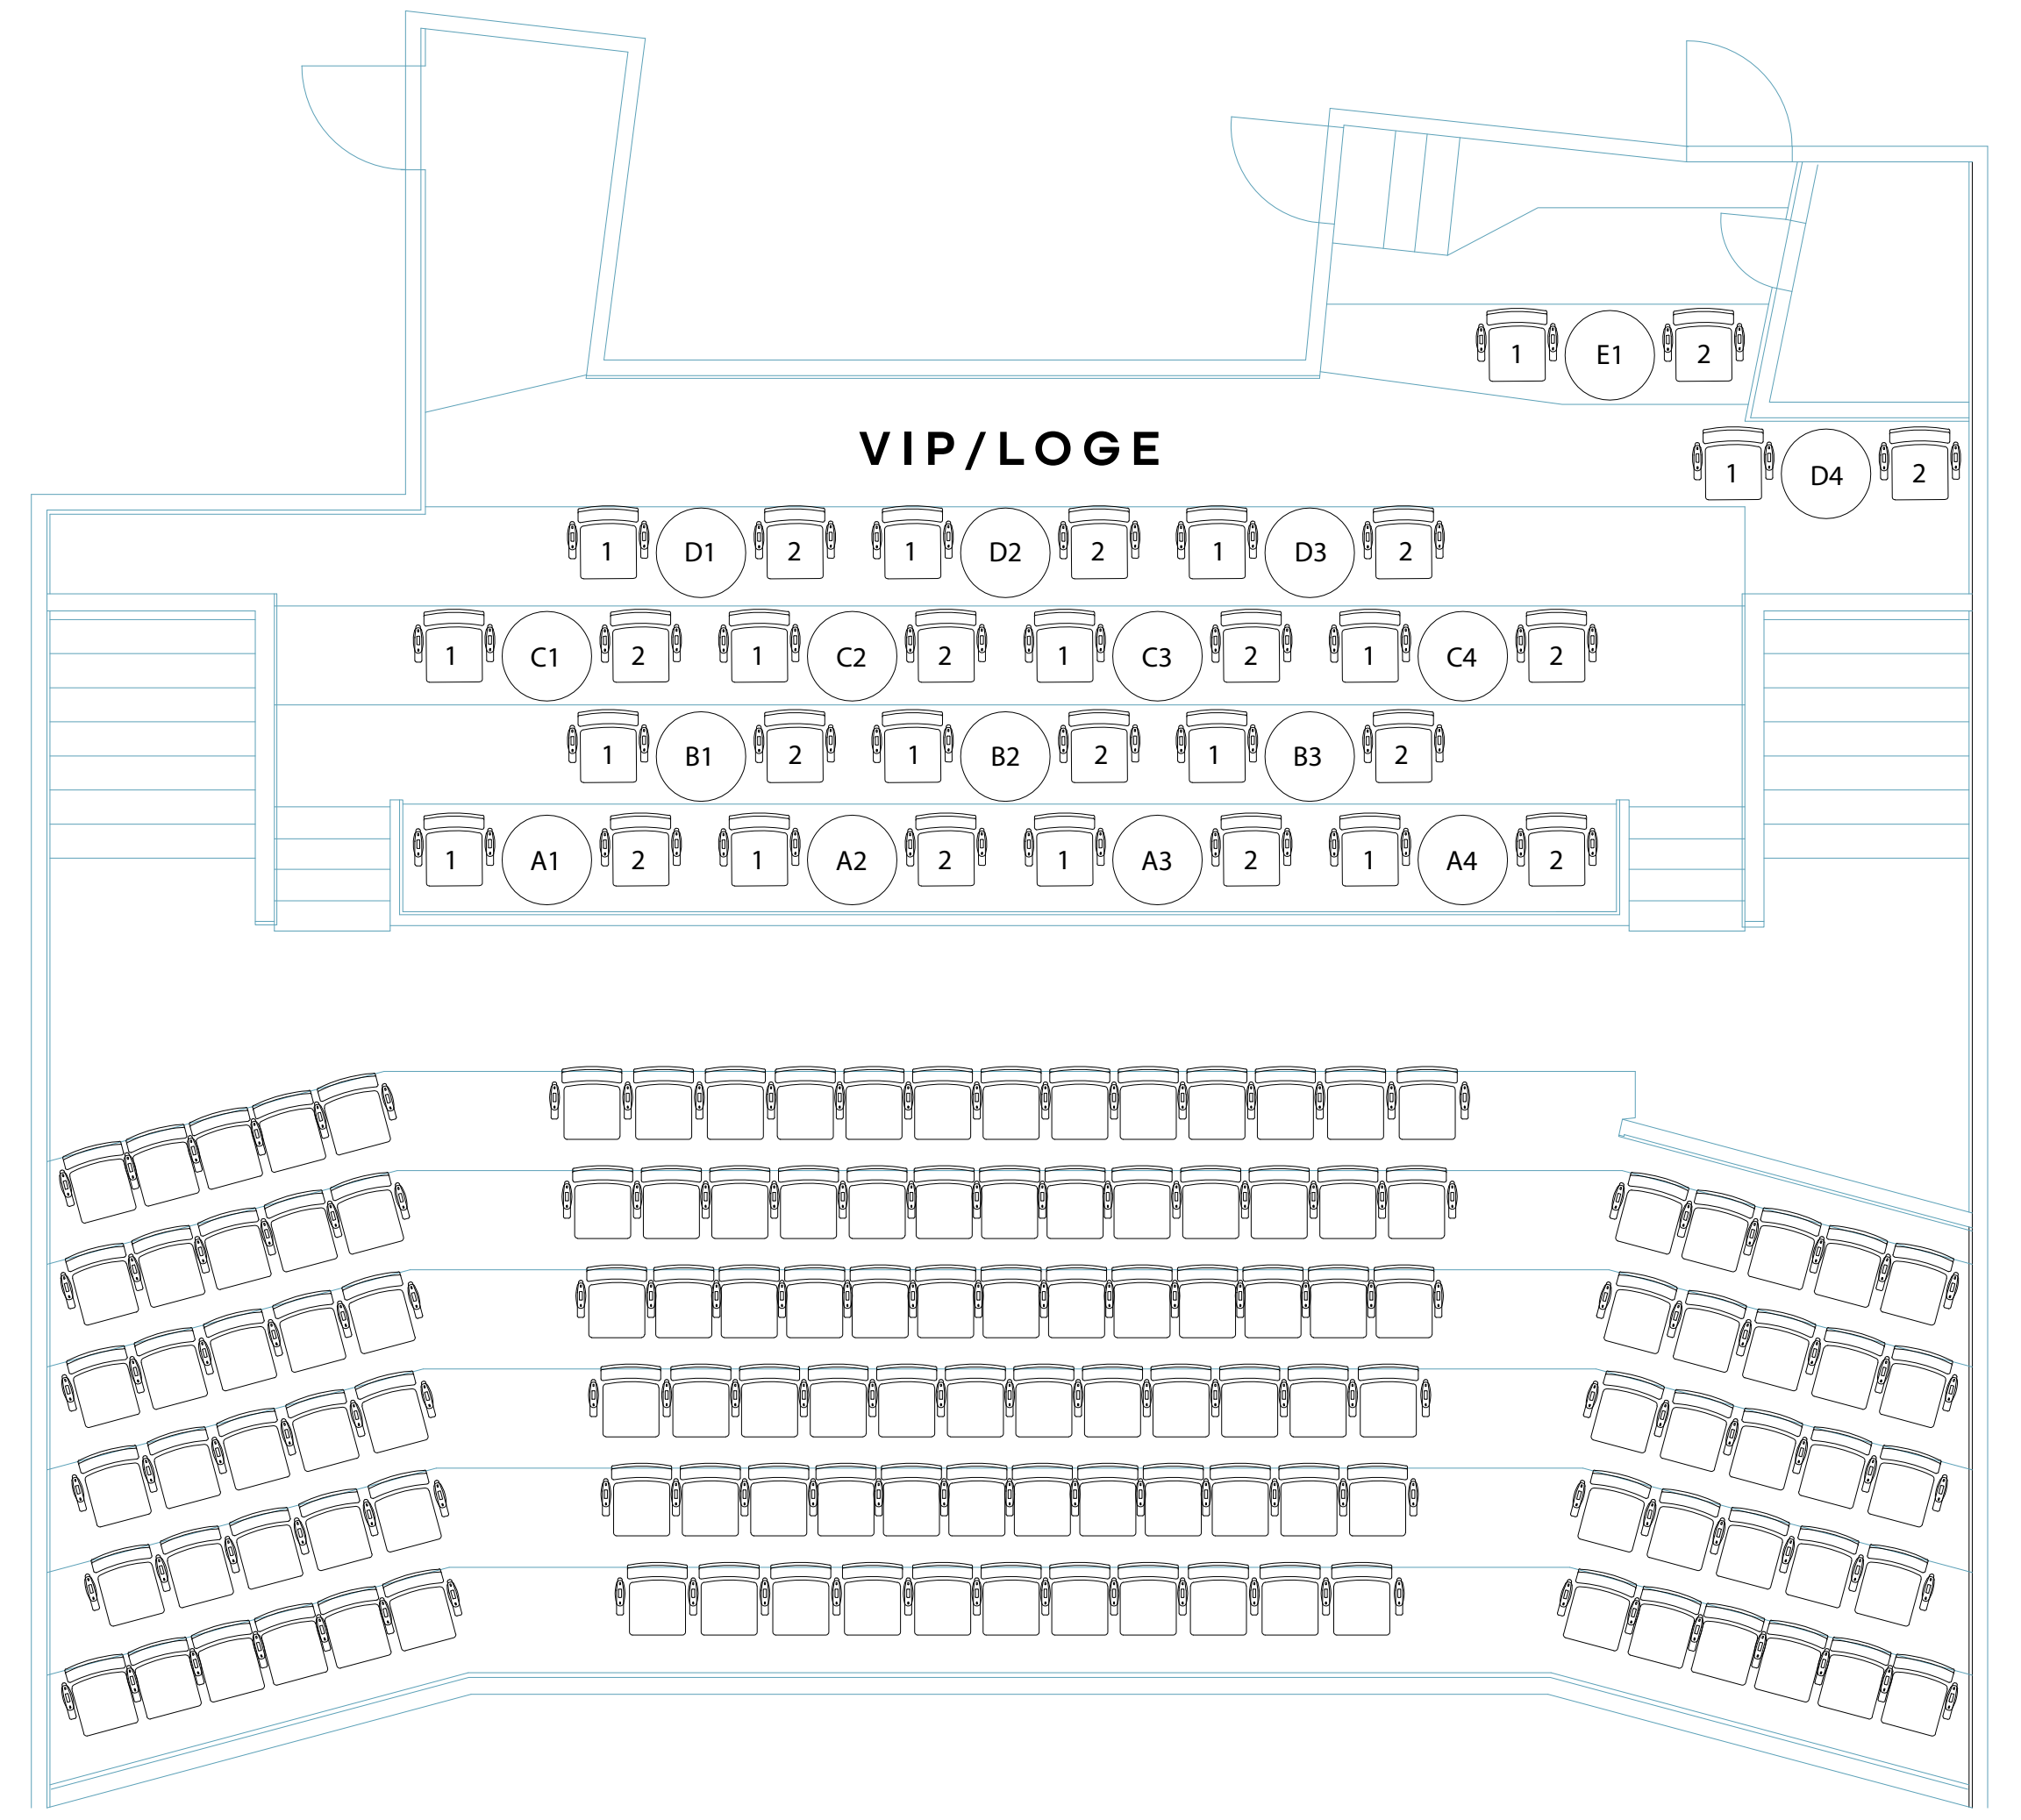 1 E1 2
VIP/LOGE
1 D4 2
1 D1 2 1 D2 2 1 D3 2
1 C1 2 1 C2 2 1 C3 2 1 C4 2
1 B1 2 1 B2 2 1 B3 2
1 A1 2 1 A2 2 1 A3 2 1 A4 2